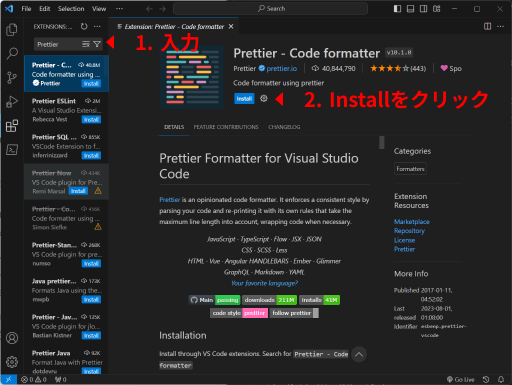 File Edit Selection View ···
Search
EXTENSIONS:...
Extension: Prettier - Code formatter ×
Prettier
1. 入力
Prettier - C... 40.8M
Code formatter using ...
Prettier Install
Prettier ESLint 2M
A Visual Studio Exten...
Rebecca Vest Install
Prettier SQL ... 855K
VSCode Extension to f...
inferrinizzard Install
Prettier Now 434K
VS Code plugin for Pre...
Remi Marsal Install
Prettier - Co... 436K
Code formatter using ...
Simon Siefke
Prettier-Stan... 268K
VS Code plugin for Pre...
numso Install
Java prettier... 173K
Formats Java using the...
mwpb Install
Prettier - Jav... 135K
VS Code plugin for jlo...
Bastian Kistner Install
Prettier Java 92K
Format Java with Prettier
dotdevru Install
Prettier - Code formatter v10.1.0
Prettier prettier.io 40,844,790 (443) Spo
Code formatter using prettier
Install
2. Installをクリック
DETAILS FEATURE CONTRIBUTIONS CHANGELOG
Prettier Formatter for Visual Studio
Code
Prettier is an opinionated code formatter. It enforces a consistent style by
parsing your code and re-printing it with its own rules that take the
maximum line length into account, wrapping code when necessary.
JavaScript · TypeScript · Flow · JSX · JSON
CSS · SCSS · Less
HTML · Vue · Angular HANDLEBARS · Ember · Glimmer
GraphQL · Markdown · YAML
Your favorite language?
Main passing downloads 211M installs 41M
code style prettier follow prettier
Installation
Install through VS Code extensions. Search for Prettier - Code
formatter
Categories
Formatters
Extension
Resources
Marketplace
Repository
License
Prettier
More Info
Published 2017-01-11,
04:52:02
Last 2023-08-01,
released 01:08:00
Identifier esbenp.prettier-
vscode
0 0 0 Go Live